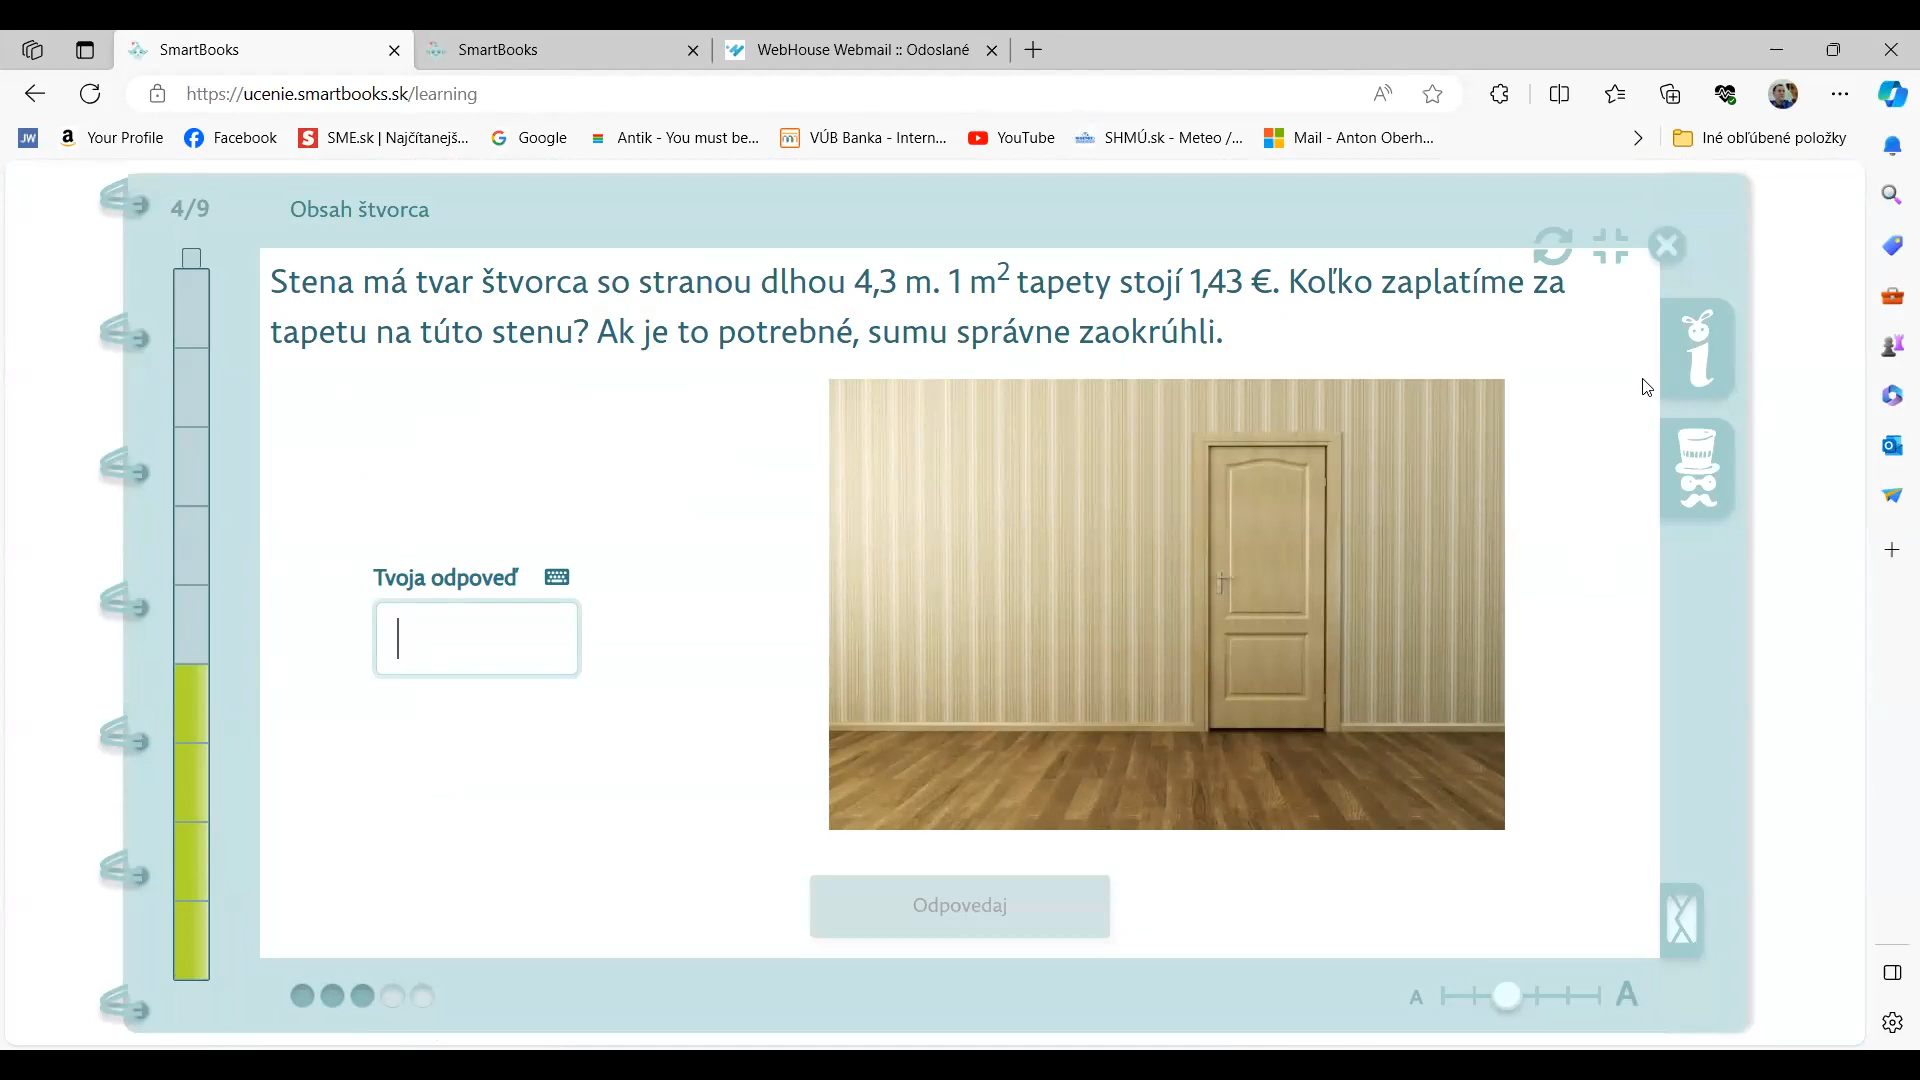 SmartBooks
SmartBooks
WebHouse Webmail :: Odoslané
https://ucenie.smartbooks.sk/learning
JW
Your Profile
Facebook
SME.sk | Najčítanejš...
Google
Antik - You must be...
VÚB Banka - Intern...
YouTube
SHMÚ.sk - Meteo /...
Mail - Anton Oberh...
Iné obľúbené položky
4/9
Obsah štvorca
Stena má tvar štvorca so stranou dlhou 4,3 m. 1 m² tapety stojí 1,43 €. Koľko zaplatíme za
tapetu na túto stenu? Ak je to potrebné, sumu správne zaokrúhli.
i
Tvoja odpoveď
Odpovedaj
A A